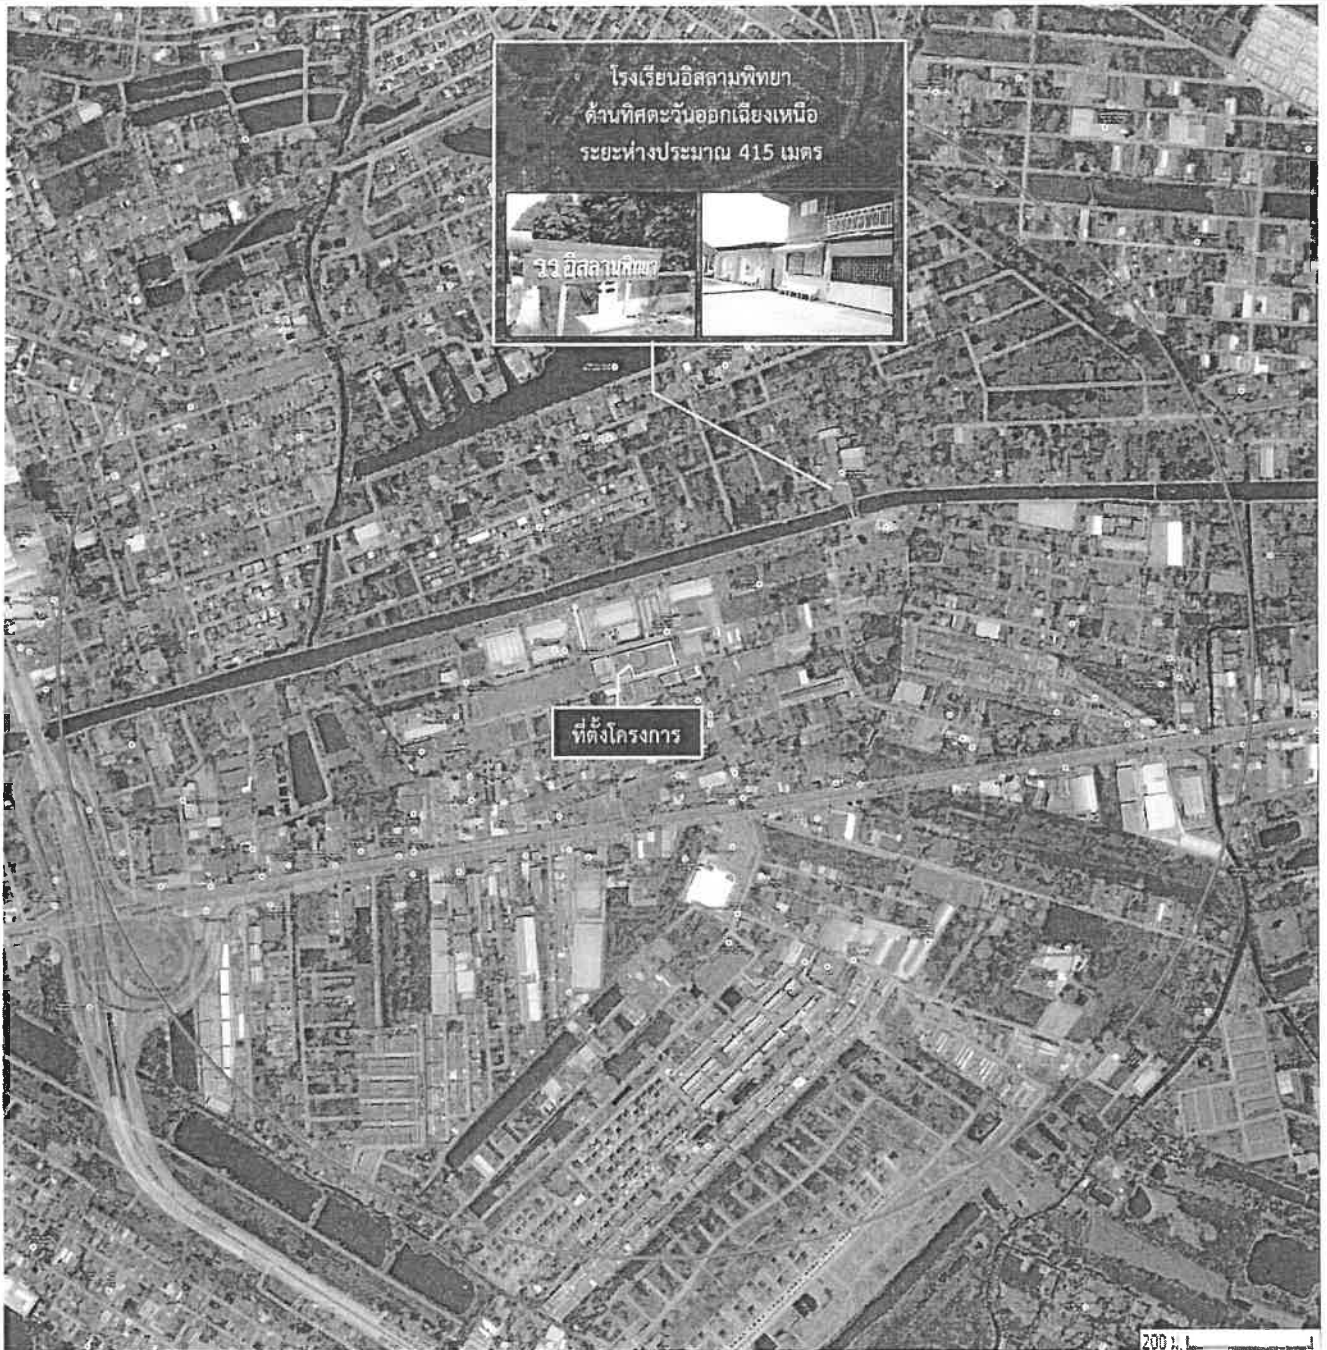 โรงเรียนอิสลามพิทยา
ด้านทิศตะวันออกเฉียงเหนือ
ระยะห่างประมาณ 415 เมตร
รร อิสลามพิทยา
ที่ตั้งโครงการ
200 ม.